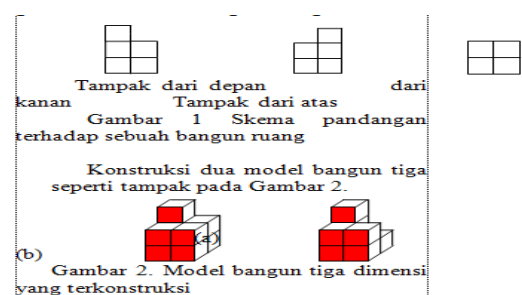 Tampak dari depan dari
kanan Tampak dari atas
Gambar 1 Skema pandangan
terhadap sebuah bangun ruang
Konstruksi dua model bangun tiga
seperti tampak pada Gambar 2.
(a)
(b)
Gambar 2. Model bangun tiga dimensi
yang terkonstruksi